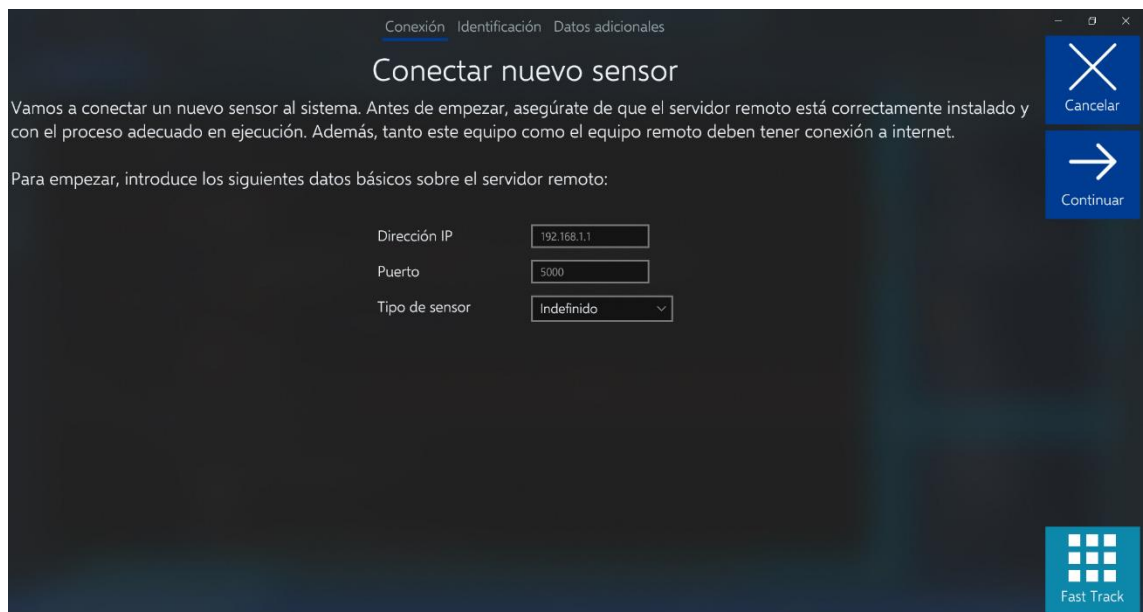 Conexión Identificación Datos adicionales
Conectar nuevo sensor
Vamos a conectar un nuevo sensor al sistema. Antes de empezar, asegúrate de que el servidor remoto está correctamente instalado y
con el proceso adecuado en ejecución. Además, tanto este equipo como el equipo remoto deben tener conexión a internet.
Para empezar, introduce los siguientes datos básicos sobre el servidor remoto:
Dirección IP 192.168.1.1
Puerto 5000
Tipo de sensor Indefinido
Cancelar
Continuar
Fast Track